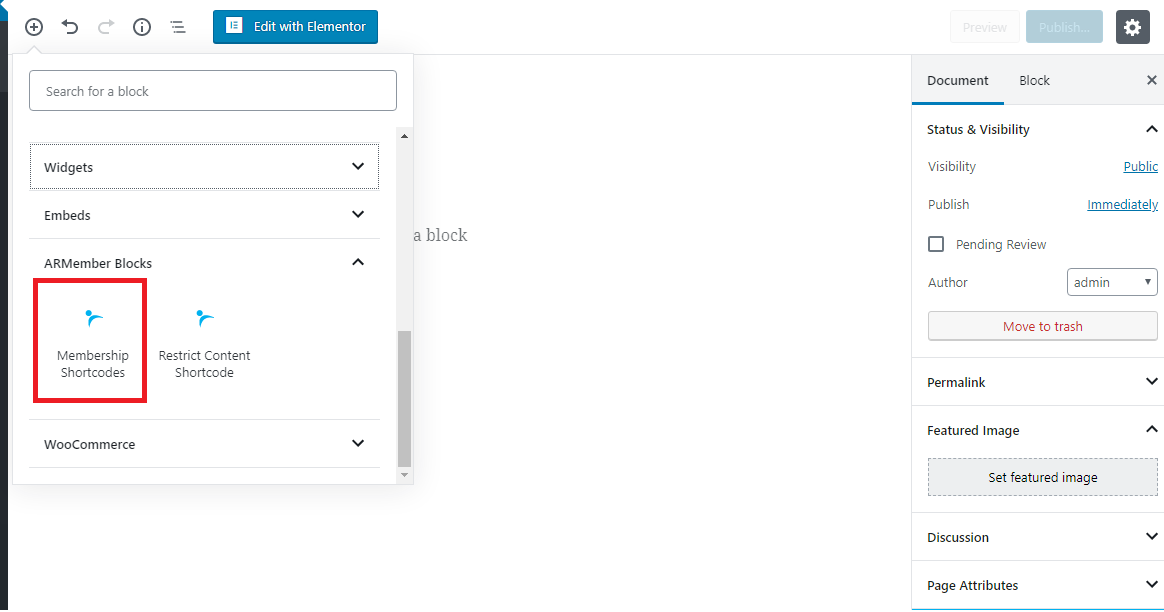 Edit with Elementor
Preview
Publish...
Search for a block
Widgets
Embeds
ARMember Blocks
Membership
Shortcodes
Restrict Content
Shortcode
WooCommerce
a block
Document
Block
Status & Visibility
Visibility
Public
Publish
Immediately
Pending Review
Author
admin
Move to trash
Permalink
Featured Image
Set featured image
Discussion
Page Attributes